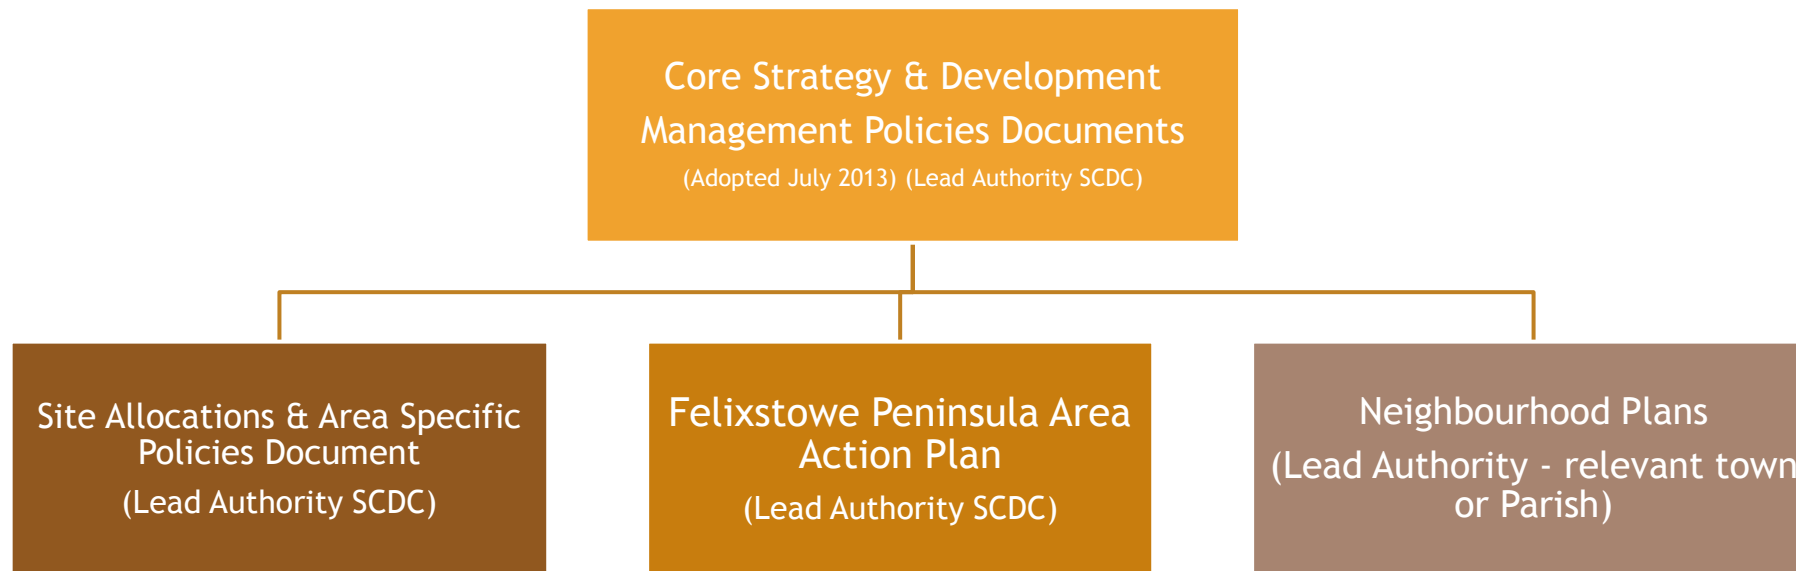 Core Strategy & Development
Management Policies Documents
(Adopted July 2013) (Lead Authority SCDC)
Site Allocations & Area Specific
Policies Document
(Lead Authority SCDC)
Felixstowe Peninsula Area
Action Plan
(Lead Authority SCDC)
Neighbourhood Plans
(Lead Authority - relevant town
or Parish)